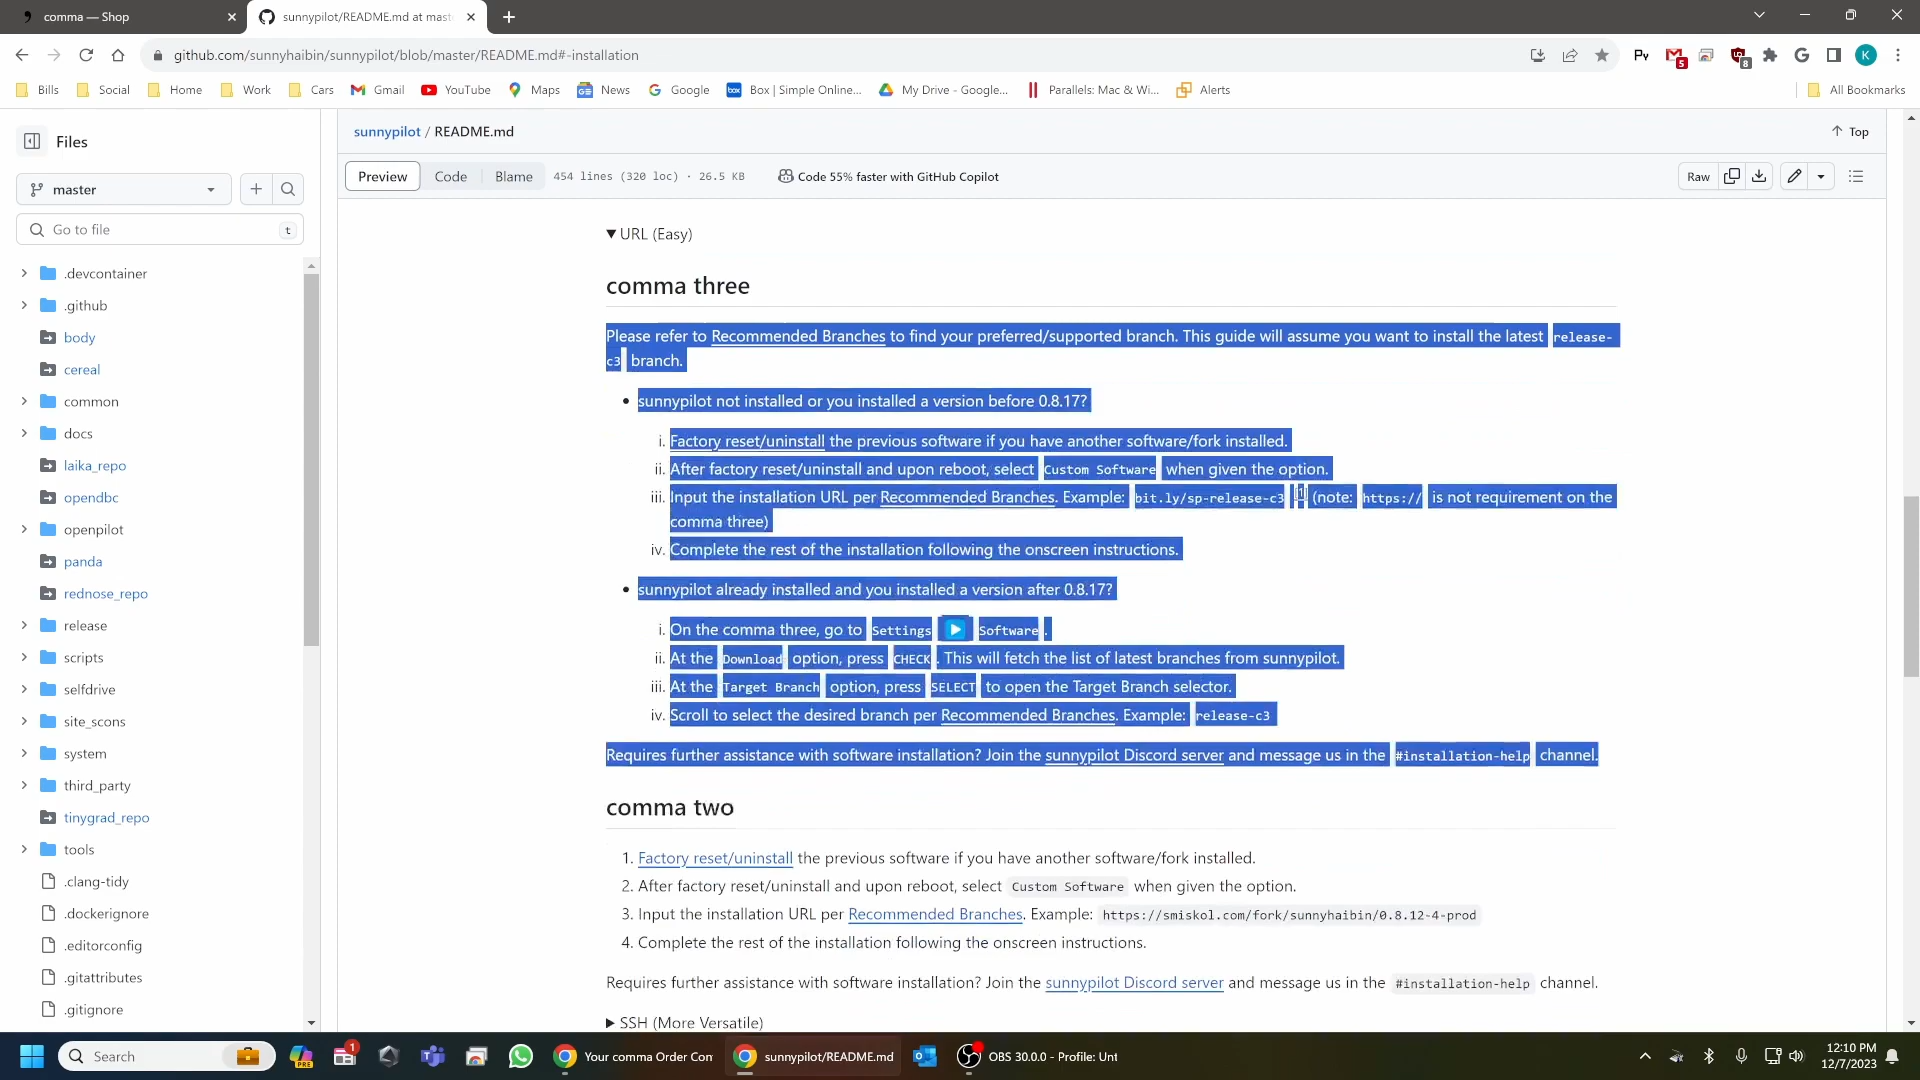 comma — Shop
sunnypilot/README.md at mast
github.com/sunnyhaibin/sunnypilot/blob/master/README.md#-installation
Py
5
8
G
K
Bills
Social
Home
Work
Cars
Gmail
YouTube
Maps
News
Google
box
Box | Simple Online...
My Drive - Google...
Parallels: Mac & Wi...
Alerts
All Bookmarks
Files
sunnypilot / README.md
Top
master
Preview
Code
Blame
454 lines (320 loc) · 26.5 KB
Code 55% faster with GitHub Copilot
Raw
Go to file
t
.devcontainer
.github
body
cereal
common
docs
laika_repo
opendbc
openpilot
panda
rednose_repo
release
scripts
selfdrive
site_scons
system
third_party
tinygrad_repo
tools
.clang-tidy
.dockerignore
.editorconfig
.gitattributes
.gitignore
▼ URL (Easy)
comma three
Please refer to Recommended Branches to find your preferred/supported branch. This guide will assume you want to install the latest release-
c3 branch.
• sunnypilot not installed or you installed a version before 0.8.17?
i. Factory reset/uninstall the previous software if you have another software/fork installed.
ii. After factory reset/uninstall and upon reboot, select Custom Software when given the option.
iii. Input the installation URL per Recommended Branches. Example: bit.ly/sp-release-c3 [1] (note: https:// is not requirement on the
comma three)
iv. Complete the rest of the installation following the onscreen instructions.
• sunnypilot already installed and you installed a version after 0.8.17?
i. On the comma three, go to Settings ▶ Software .
ii. At the Download option, press CHECK . This will fetch the list of latest branches from sunnypilot.
iii. At the Target Branch option, press SELECT to open the Target Branch selector.
iv. Scroll to select the desired branch per Recommended Branches. Example: release-c3
Requires further assistance with software installation? Join the sunnypilot Discord server and message us in the #installation-help channel.
comma two
1. Factory reset/uninstall the previous software if you have another software/fork installed.
2. After factory reset/uninstall and upon reboot, select Custom Software when given the option.
3. Input the installation URL per Recommended Branches. Example: https://smiskol.com/fork/sunnyhaibin/0.8.12-4-prod
4. Complete the rest of the installation following the onscreen instructions.
Requires further assistance with software installation? Join the sunnypilot Discord server and message us in the #installation-help channel.
▶ SSH (More Versatile)
Search
PRE
1
Your comma Order Con
sunnypilot/README.md
OBS 30.0.0 - Profile: Unt
12:10 PM
12/7/2023